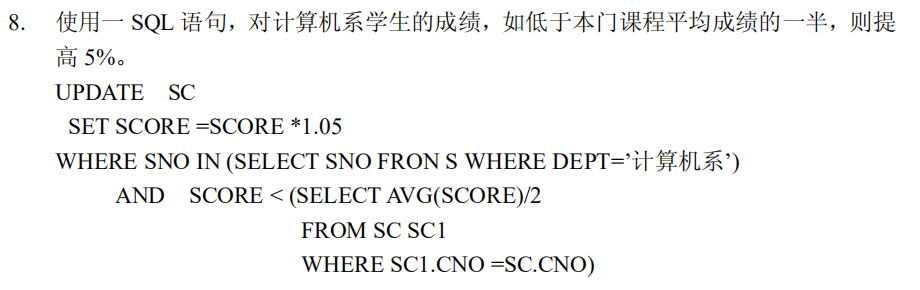 8. 使用一 SQL 语句，对计算机系学生的成绩，如低于本门课程平均成绩的一半，则提
高 5%。
UPDATE SC
SET SCORE =SCORE *1.05
WHERE SNO IN (SELECT SNO FRON S WHERE DEPT=’计算机系’)
AND SCORE < (SELECT AVG(SCORE)/2
FROM SC SC1
WHERE SC1.CNO =SC.CNO)